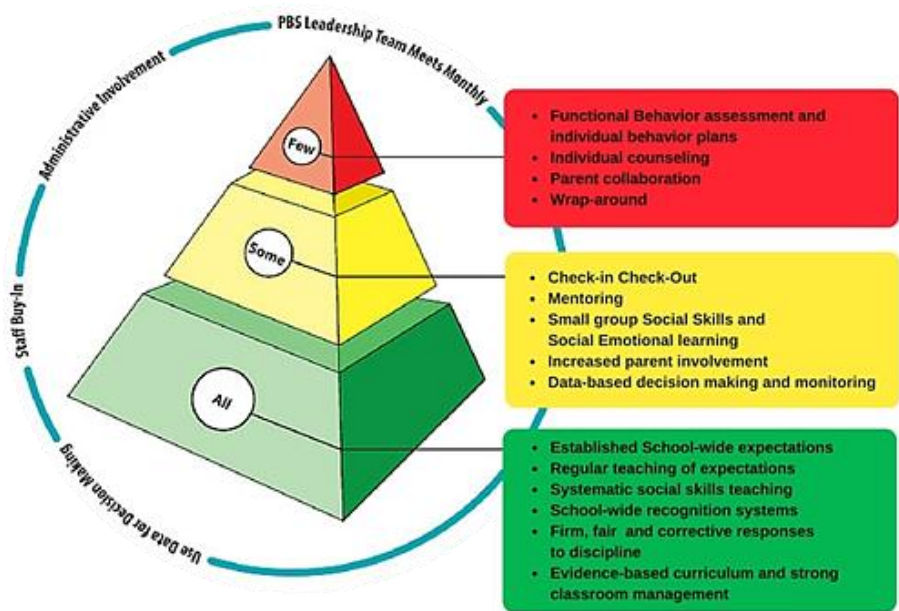 PBS Leadership Team Meets Monthly
Administrative Involvement
Staff Buy-In
Use Data for Decision Making
Few
Some
All
• Functional Behavior assessment and
individual behavior plans
• Individual counseling
• Parent collaboration
• Wrap-around
• Check-in Check-Out
• Mentoring
• Small group Social Skills and
Social Emotional learning
• Increased parent involvement
• Data-based decision making and monitoring
• Established School-wide expectations
• Regular teaching of expectations
• Systematic social skills teaching
• School-wide recognition systems
• Firm, fair and corrective responses
to discipline
• Evidence-based curriculum and strong
classroom management